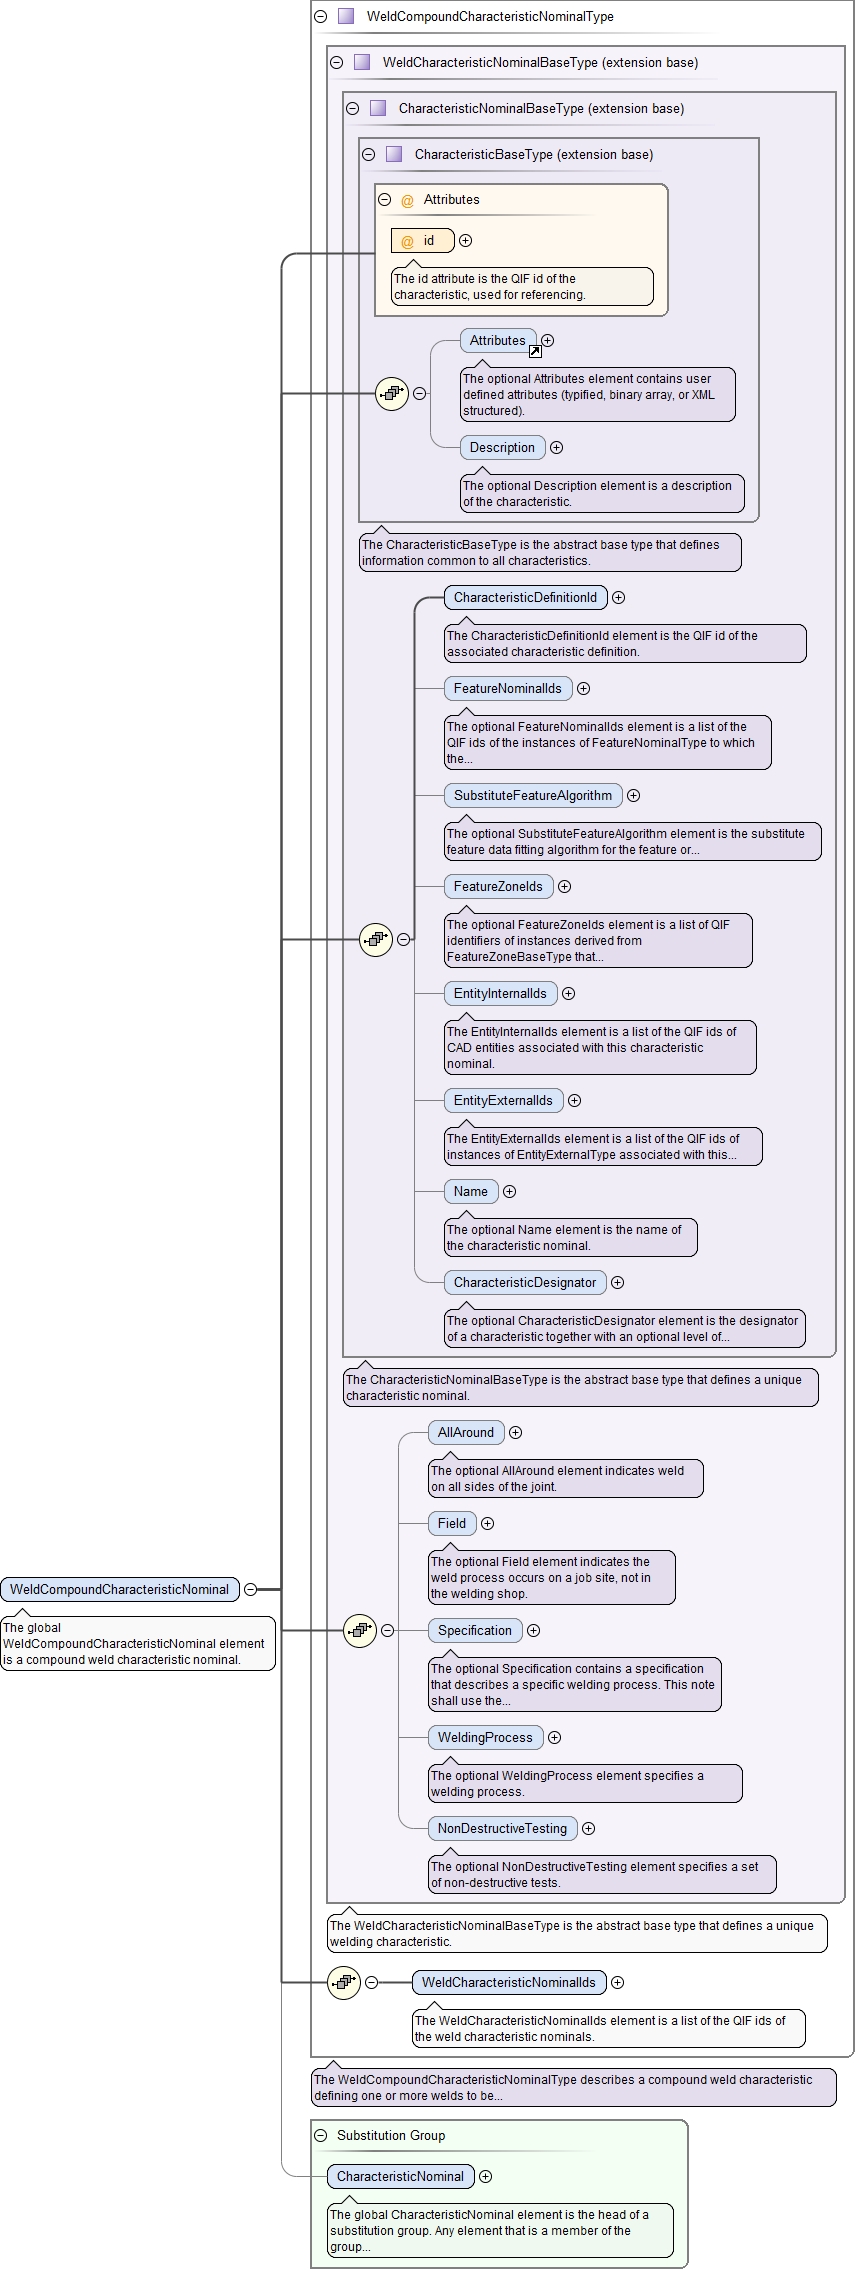 WeldCompoundCharacteristicNominalType
WeldCharacteristicNominalBaseType (extension base)
CharacteristicNominalBaseType (extension base)
CharacteristicBaseType (extension base)
@ Attributes
@ id
The id attribute is the QIF id of the
characteristic, used for referencing.
Attributes
The optional Attributes element contains user
defined attributes (typified, binary array, or XML
structured).
Description
The optional Description element is a description
of the characteristic.
The CharacteristicBaseType is the abstract base type that defines
information common to all characteristics.
CharacteristicDefinitionId
The CharacteristicDefinitionId element is the QIF id of the
associated characteristic definition.
FeatureNominalIds
The optional FeatureNominalIds element is a list of the
QIF ids of the instances of FeatureNominalType to which
the...
SubstituteFeatureAlgorithm
The optional SubstituteFeatureAlgorithm element is the substitute
feature data fitting algorithm for the feature or...
FeatureZoneIds
The optional FeatureZoneIds element is a list of QIF
identifiers of instances derived from
FeatureZoneBaseType that...
EntityInternalIds
The EntityInternalIds element is a list of the QIF ids of
CAD entities associated with this characteristic
nominal.
EntityExternalIds
The EntityExternalIds element is a list of the QIF ids of
instances of EntityExternalType associated with this...
Name
The optional Name element is the name of
the characteristic nominal.
CharacteristicDesignator
The optional CharacteristicDesignator element is the designator
of a characteristic together with an optional level of...
The CharacteristicNominalBaseType is the abstract base type that defines a unique
characteristic nominal.
AllAround
The optional AllAround element indicates weld
on all sides of the joint.
Field
The optional Field element indicates the
weld process occurs on a job site, not in
the welding shop.
WeldCompoundCharacteristicNominal
The global
WeldCompoundCharacteristicNominal element
is a compound weld characteristic nominal.
Specification
The optional Specification contains a specification
that describes a specific welding process. This note
shall use the...
WeldingProcess
The optional WeldingProcess element specifies a
welding process.
NonDestructiveTesting
The optional NonDestructiveTesting element specifies a set
of non-destructive tests.
The WeldCharacteristicNominalBaseType is the abstract base type that defines a unique
welding characteristic.
WeldCharacteristicNominalIds
The WeldCharacteristicNominalIds element is a list of the QIF ids of
the weld characteristic nominals.
The WeldCompoundCharacteristicNominalType describes a compound weld characteristic
defining one or more welds to be...
Substitution Group
CharacteristicNominal
The global CharacteristicNominal element is the head of a
substitution group. Any element that is a member of the
group...